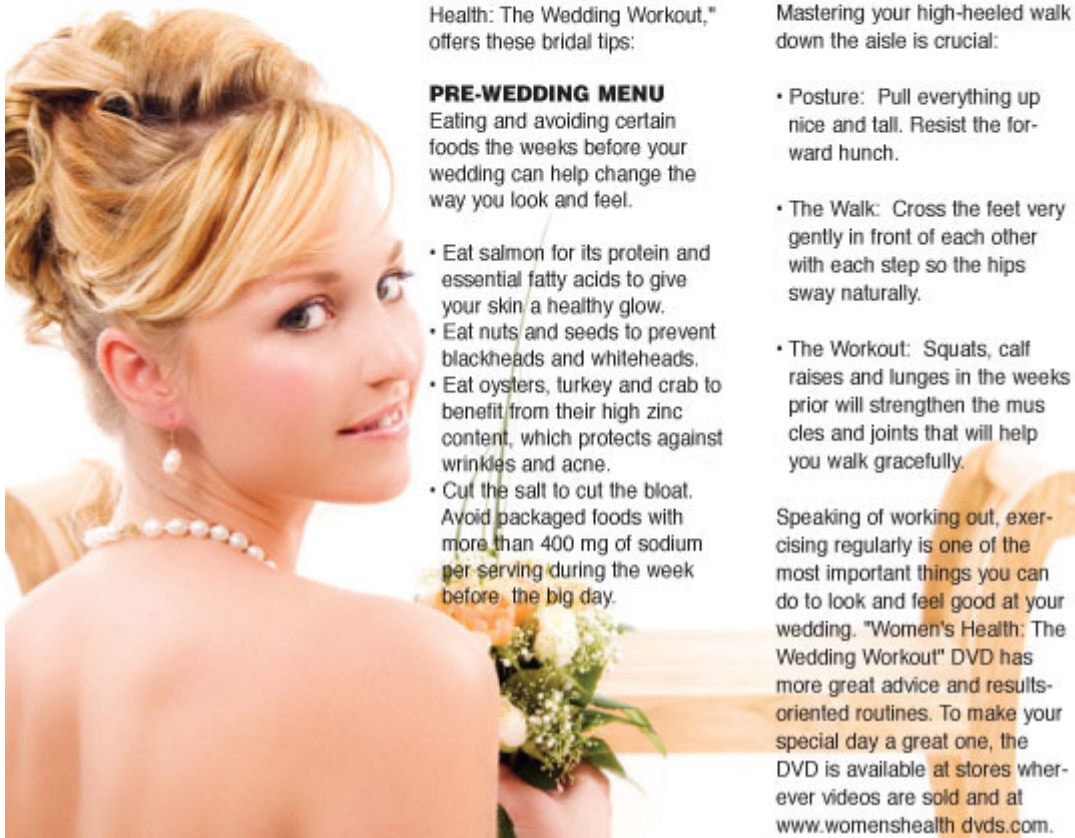 Health: The Wedding Workout,"
offers these bridal tips:
PRE-WEDDING MENU
Eating and avoiding certain
foods the weeks before your
wedding can help change the
way you look and feel.
• Eat salmon for its protein and
essential fatty acids to give
your skin a healthy glow.
• Eat nuts and seeds to prevent
blackheads and whiteheads.
• Eat oysters, turkey and crab to
benefit from their high zinc
content, which protects against
wrinkles and acne.
• Cut the salt to cut the bloat.
Avoid packaged foods with
more than 400 mg of sodium
per serving during the week
before the big day.
Mastering your high-heeled walk
down the aisle is crucial:
• Posture: Pull everything up
nice and tall. Resist the for-
ward hunch.
• The Walk: Cross the feet very
gently in front of each other
with each step so the hips
sway naturally.
• The Workout: Squats, calf
raises and lunges in the weeks
prior will strengthen the mus
cles and joints that will help
you walk gracefully.
Speaking of working out, exer-
cising regularly is one of the
most important things you can
do to look and feel good at your
wedding. "Women's Health: The
Wedding Workout" DVD has
more great advice and results-
oriented routines. To make your
special day a great one, the
DVD is available at stores wher-
ever videos are sold and at
www.womenshealth dvds.com.